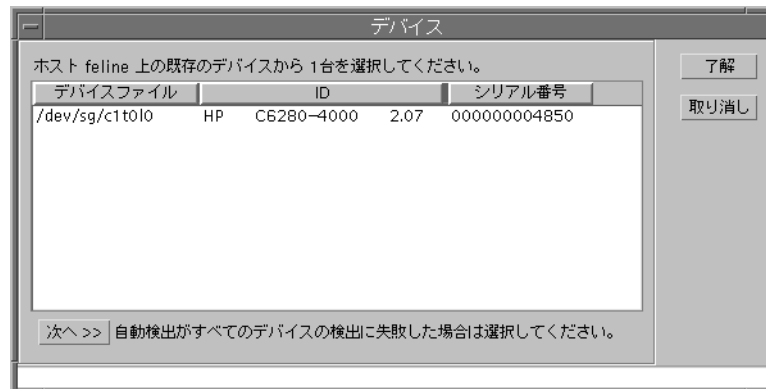 デバイス
ホスト feline 上の既存のデバイスから 1台を選択してください。
デバイスファイル ID シリアル番号
/dev/sg/c1t0l0 HP C6280-4000 2.07 000000004850
次へ >> 自動検出がすべてのデバイスの検出に失敗した場合は選択してください。
了解
取り消し